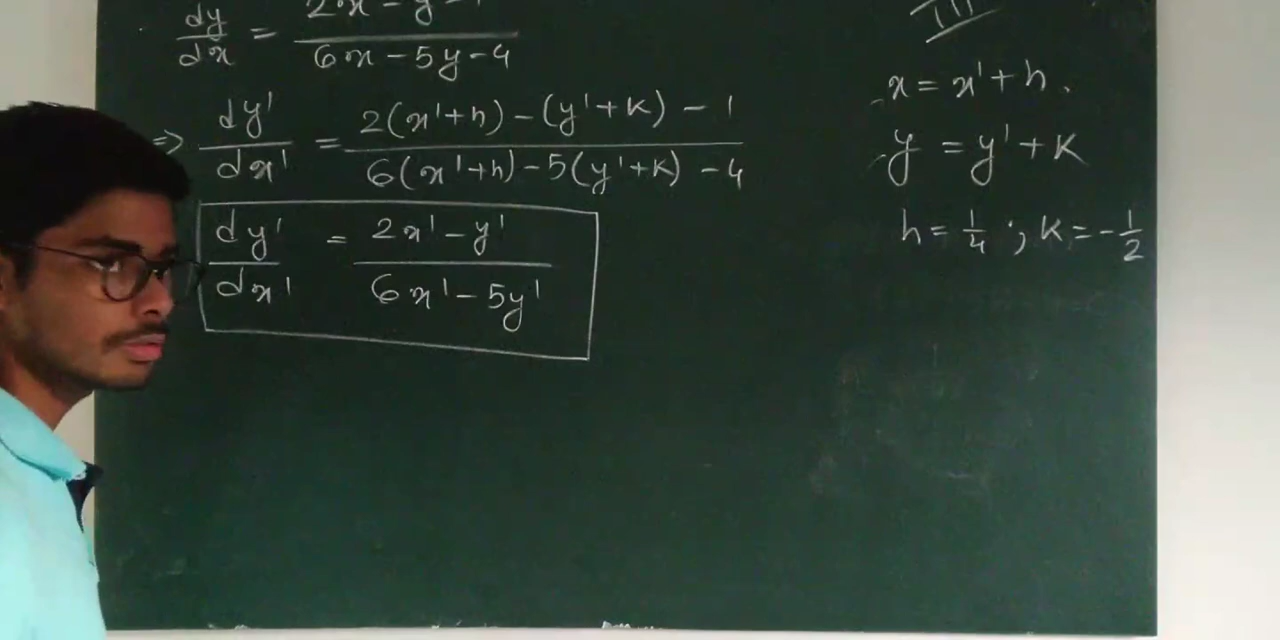 dy/dx = (2x - y - 1)/(6x - 5y - 4)
⇒ dy'/dx' = (2(x'+h) - (y'+k) - 1)/(6(x'+h) - 5(y'+k) - 4)
dy'/dx' = (2x' - y')/(6x' - 5y')
III
x = x' + h.
y = y' + k
h = 1/4 ; k = -1/2